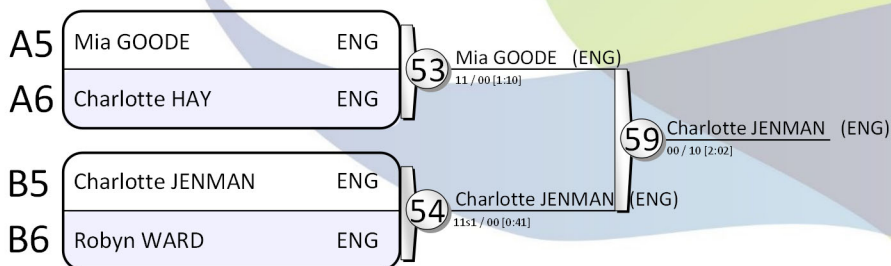 A5 Mia GOODE ENG
A6 Charlotte HAY ENG
53 Mia GOODE (ENG)
11 / 00 [1:10]
59 Charlotte JENMAN (ENG)
00 / 10 [2:02]
B5 Charlotte JENMAN ENG
B6 Robyn WARD ENG
54 Charlotte JENMAN (ENG)
11s1 / 00 [0:41]